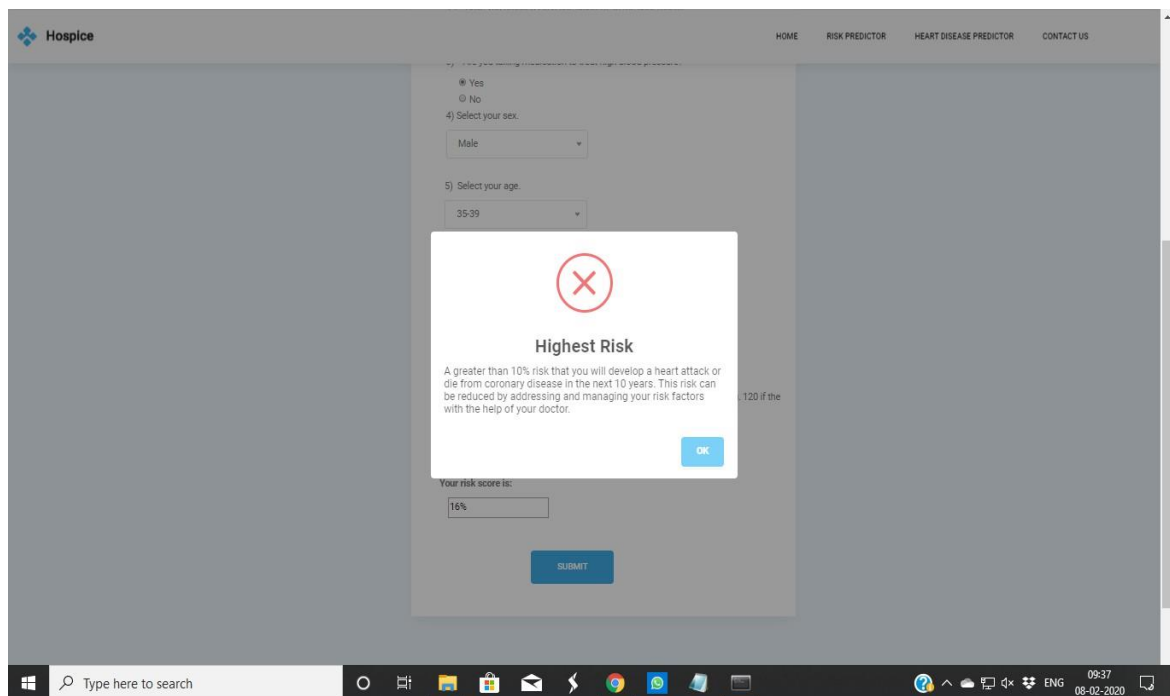 Hospice
HOME RISK PREDICTOR HEART DISEASE PREDICTOR CONTACT US
Yes
No
4) Select your sex.
Male
5) Select your age.
35-39
Highest Risk
A greater than 10% risk that you will develop a heart attack or
die from coronary disease in the next 10 years. This risk can
be reduced by addressing and managing your risk factors
with the help of your doctor.
120 if the
OK
Your risk score is:
16%
SUBMIT
Type here to search
ENG
09:37
08-02-2020